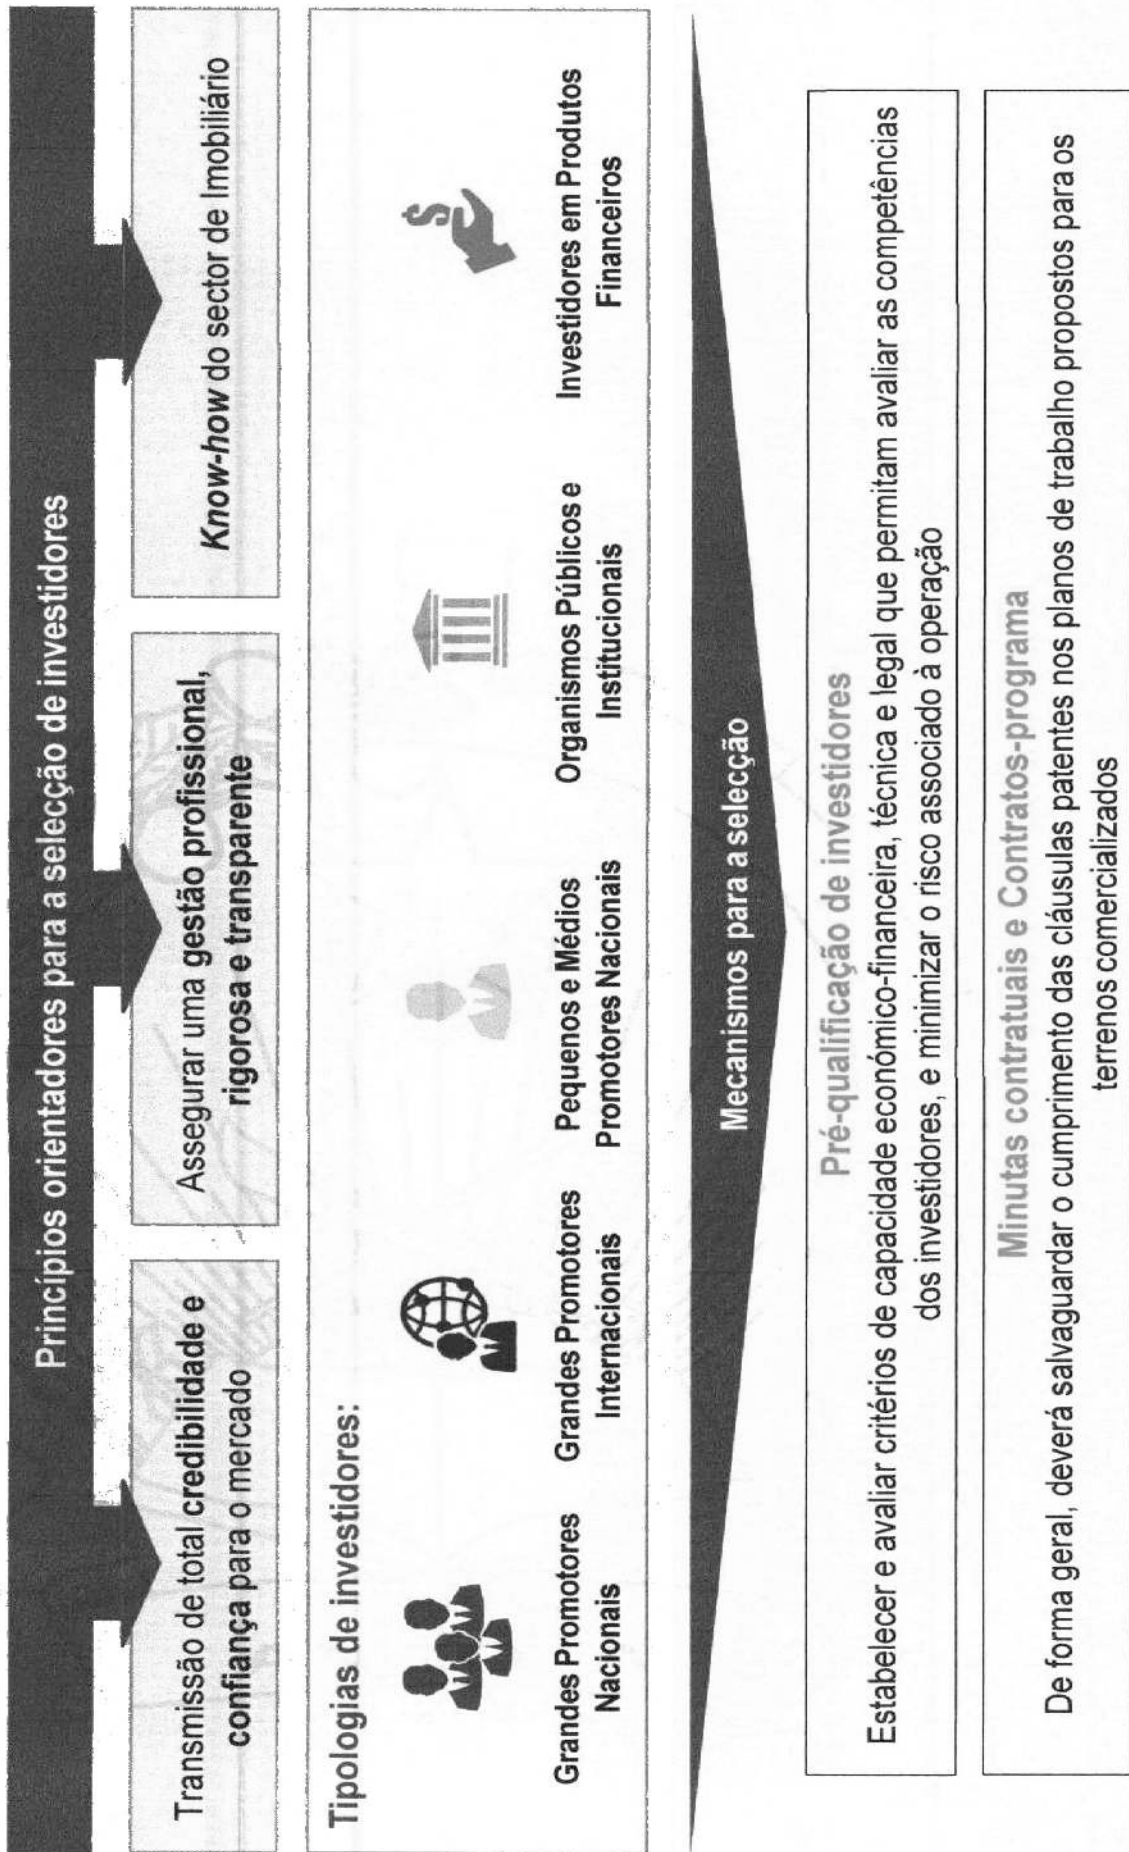 Princípios orientadores para a selecção de investidores
Transmissão de total credibilidade e
confiança para o mercado
Assegurar uma gestão profissional,
rigorosa e transparente
Know-how do sector de Imobiliário
Tipologias de investidores:
Grandes Promotores
Nacionais
Grandes Promotores
Internacionais
Pequenos e Médios
Promotores Nacionais
Organismos Públicos e
Institucionais
Investidores em Produtos
Financeiros
Mecanismos para a selecção
Pré-qualificação de investidores
Estabelecer e avaliar critérios de capacidade económico-financeira, técnica e legal que permitam avaliar as competências
dos investidores, e minimizar o risco associado à operação
Minutas contratuais e Contratos-programa
De forma geral, deverá salvaguardar o cumprimento das cláusulas patentes nos planos de trabalho propostos para os
terrenos comercializados